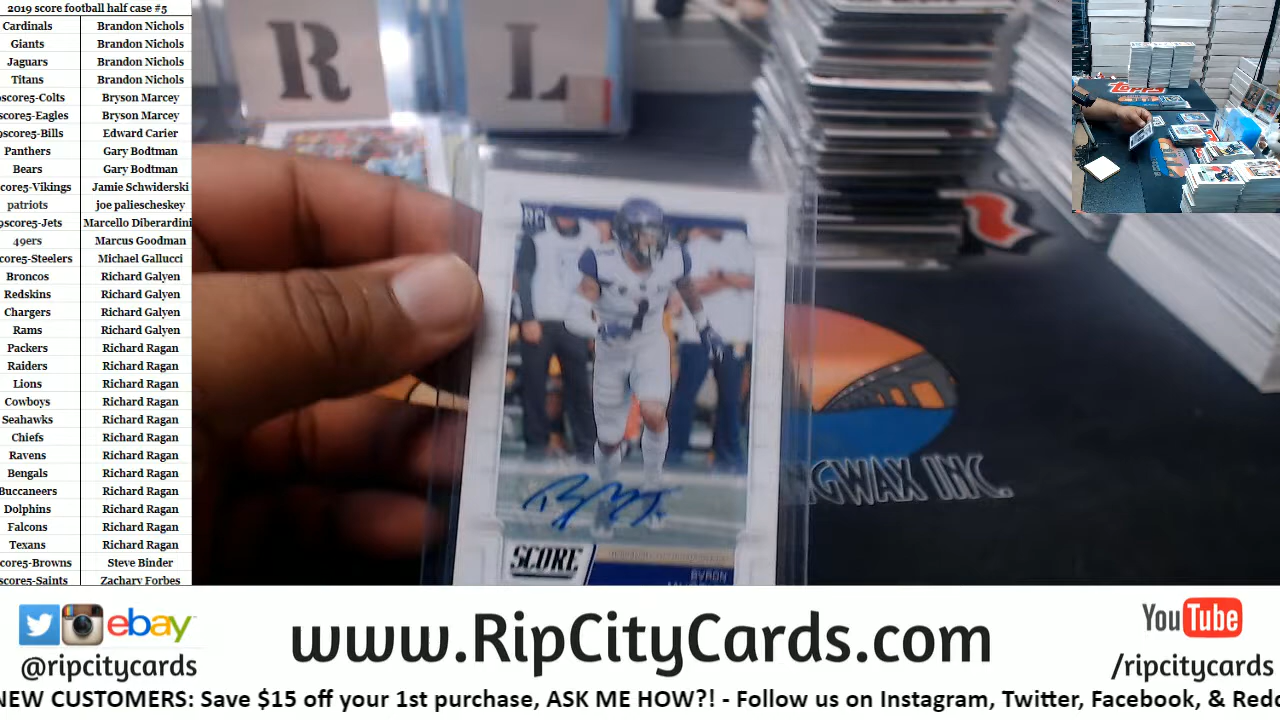 2019 score football half case #5
Cardinals Brandon Nichols
Giants Brandon Nichols
Jaguars Brandon Nichols
Titans Brandon Nichols
score5-Colts Bryson Marcey
score5-Eagles Bryson Marcey
9score5-Bills Edward Carier
Panthers Gary Bodtman
Bears Gary Bodtman
core5-Vikings Jamie Schwiderski
patriots joe paliescheskey
9score5-Jets Marcello Diberardini
49ers Marcus Goodman
core5-Steelers Michael Gallucci
Broncos Richard Galyen
Redskins Richard Galyen
Chargers Richard Galyen
Rams Richard Galyen
Packers Richard Ragan
Raiders Richard Ragan
Lions Richard Ragan
Cowboys Richard Ragan
Seahawks Richard Ragan
Chiefs Richard Ragan
Ravens Richard Ragan
Bengals Richard Ragan
Buccaneers Richard Ragan
Dolphins Richard Ragan
Falcons Richard Ragan
Texans Richard Ragan
core5-Browns Steve Binder
score5-Saints Zachary Forbes
R L
RC
SCORE
BYRON
GWAX INC.
TOPPS
ebay
@ripcitycards
www.RipCityCards.com
YouTube
/ripcitycards
NEW CUSTOMERS: Save $15 off your 1st purchase, ASK ME HOW?! - Follow us on Instagram, Twitter, Facebook, & Redd